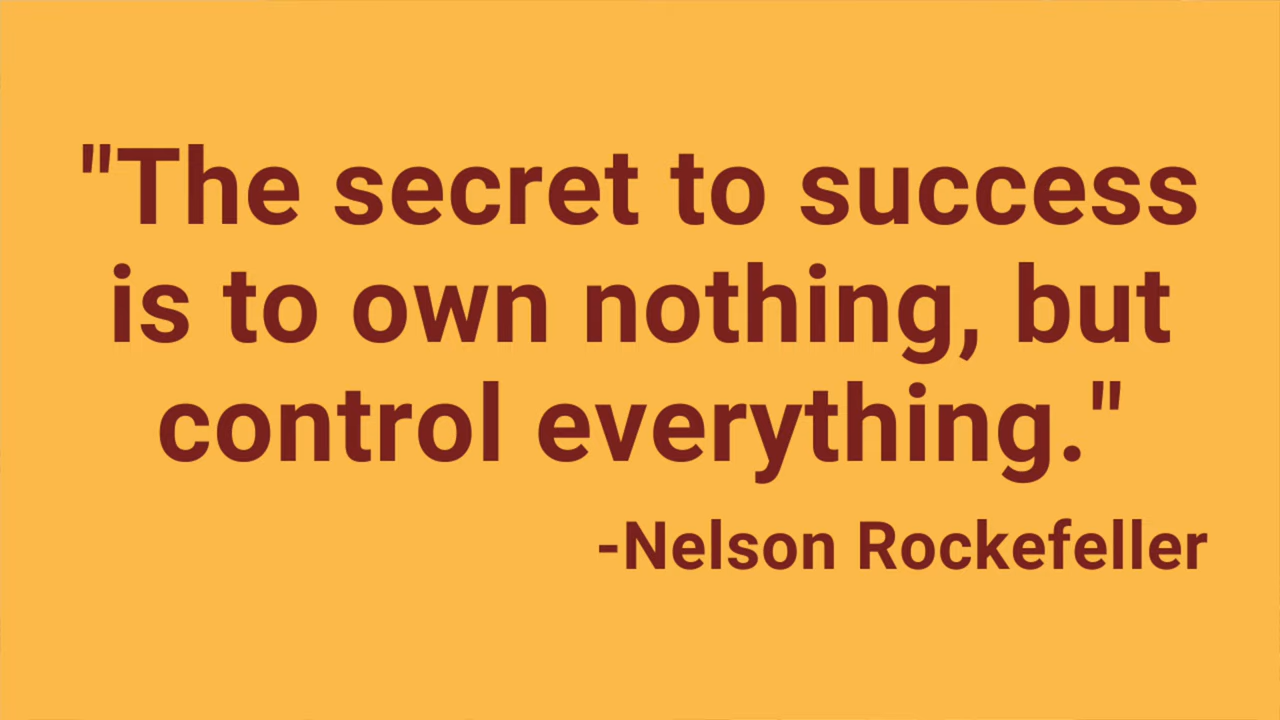 "The secret to success
is to own nothing, but
control everything."
-Nelson Rockefeller